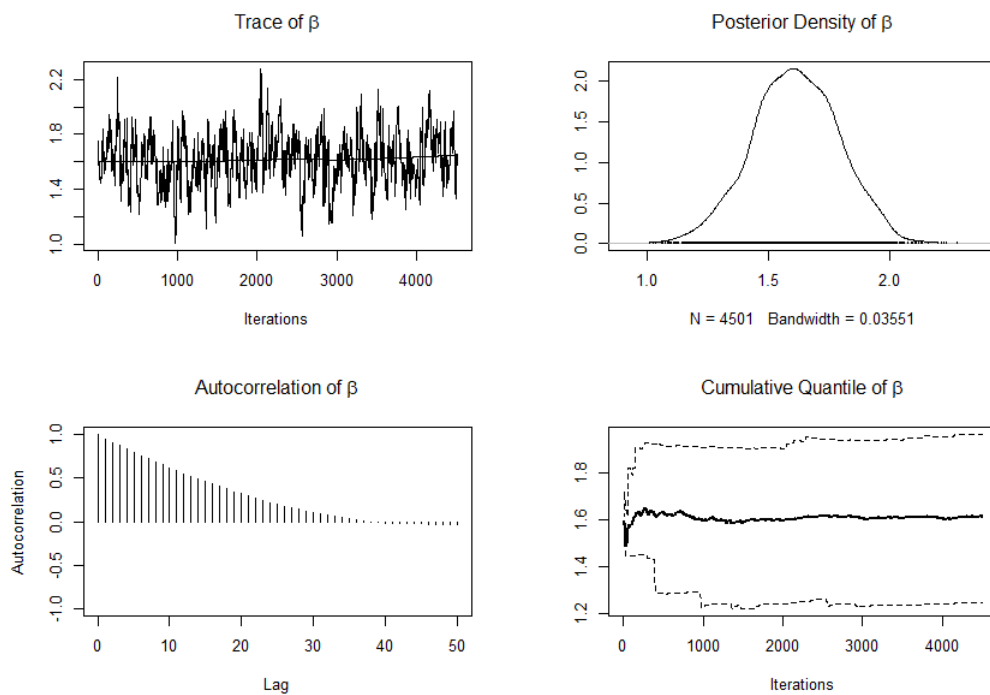 Trace of β
2.2
1.8
1.4
1.0
0 1000 2000 3000 4000
Iterations
Posterior Density of β
2.0
1.5
1.0
0.5
0.0
1.0 1.5 2.0
N = 4501 Bandwidth = 0.03551
Autocorrelation of β
Autocorrelation
1.0
0.5
0.0
-0.5
-1.0
0 10 20 30 40 50
Lag
Cumulative Quantile of β
1.8
1.6
1.4
1.2
0 1000 2000 3000 4000
Iterations